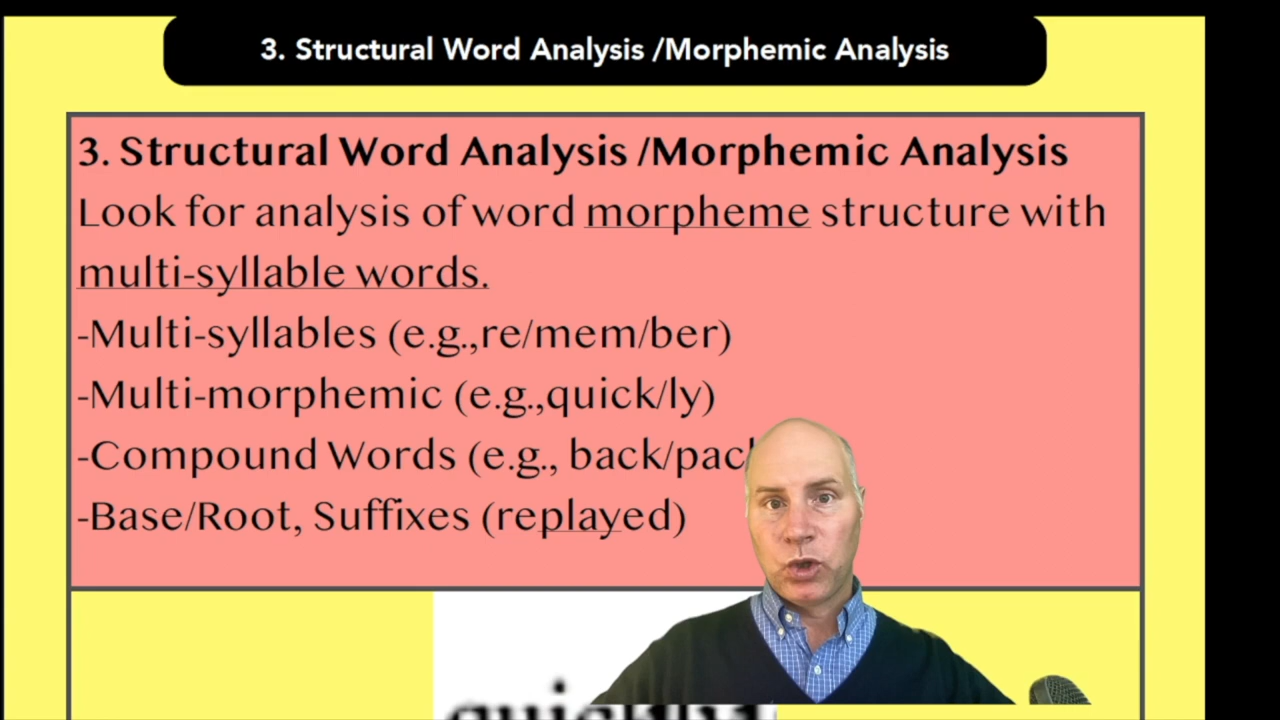 3. Structural Word Analysis /Morphemic Analysis
3. Structural Word Analysis /Morphemic Analysis
Look for analysis of word morpheme structure with
multi-syllable words.
-Multi-syllables (e.g.,re/mem/ber)
-Multi-morphemic (e.g.,quick/ly)
-Compound Words (e.g., back/pac
-Base/Root, Suffixes (replayed)